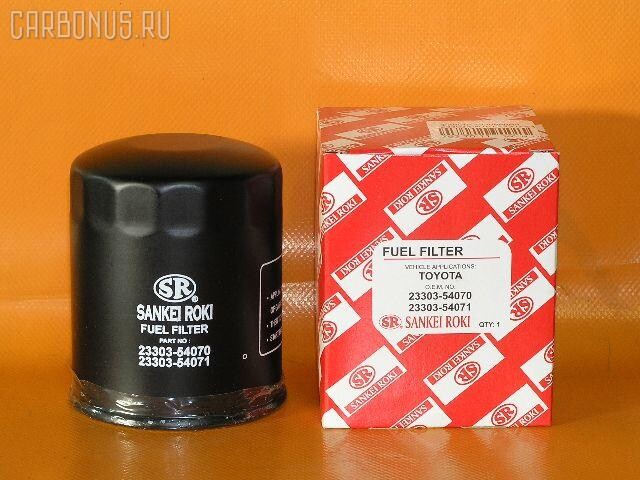 CARBONUS.RU
SR
SANKEI ROKI
FUEL FILTER
PART NO :
23303-54070
23303-54071
SR
SANKEI ROKI
FUEL FILTER
VEHICLE APPLICATIONS:
TOYOTA
O.E.M. NO.
23303-54070
23303-54071
SR SANKEI ROKI
QTY: 1